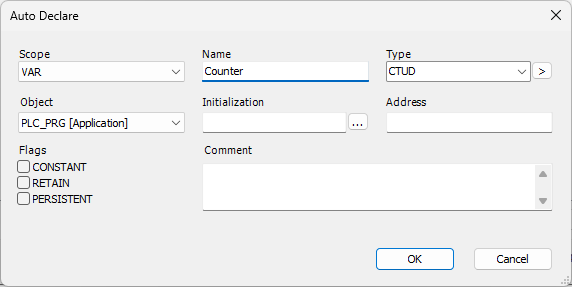 Auto Declare
Scope Name Type
VAR Counter CTUD >
Object Initialization Address
PLC_PRG [Application] ...
Flags Comment
CONSTANT
RETAIN
PERSISTENT
OK Cancel